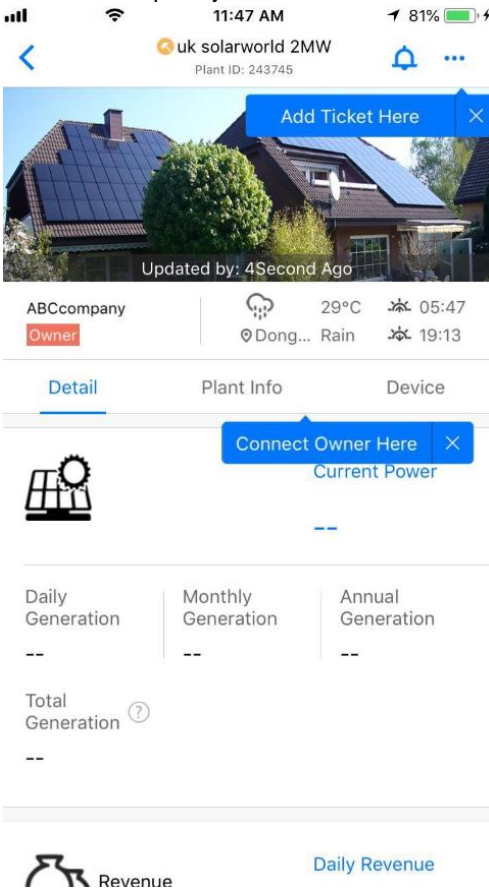 11:47 AM
81%
uk solarworld 2MW
Plant ID: 243745
Add Ticket Here
Updated by: 4Second Ago
ABCcompany
29°C
05:47
Owner
Dong... Rain
19:13
Detail
Plant Info
Device
Connect Owner Here
Current Power
--
Daily
Generation
--
Monthly
Generation
--
Annual
Generation
--
Total
Generation ?
--
Revenue
Daily Revenue